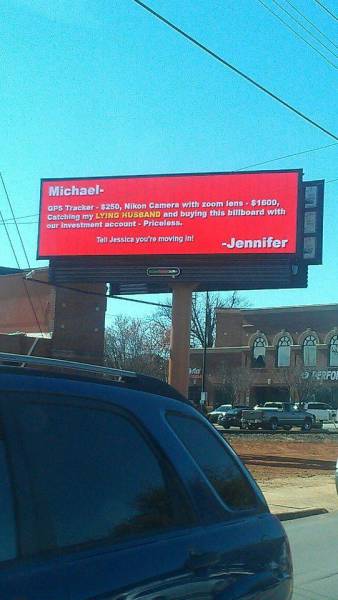 Michael-
GPS Tracker - $250, Nikon Camera with zoom lens - $1600,
Catching my LYING HUSBAND and buying this billboard with
our investment account - Priceless.
Tell Jessica you're moving in!
-Jennifer
PERFO